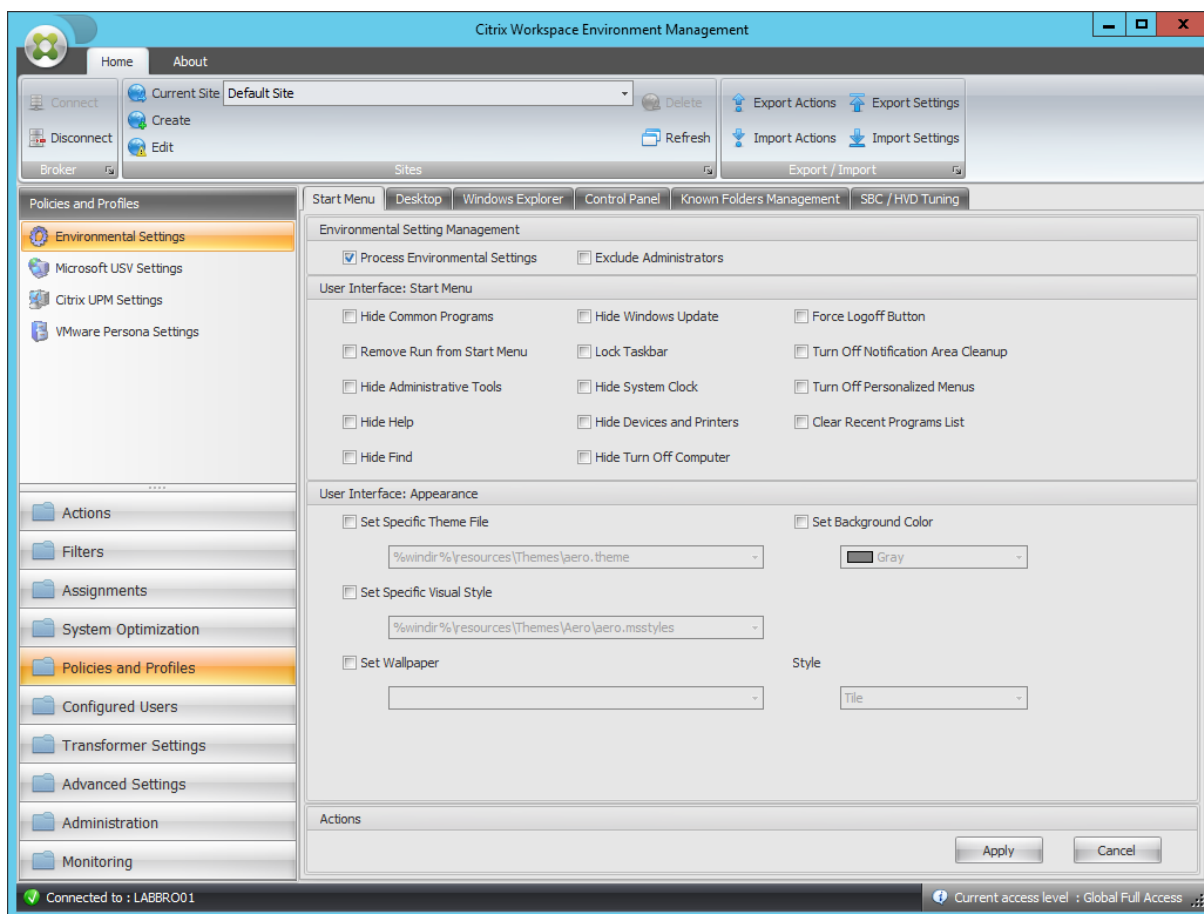 Citrix Workspace Environment Management
Home About
Connect
Disconnect
Broker
Current Site Default Site
Create
Edit
Delete
Refresh
Sites
Export Actions Export Settings
Import Actions Import Settings
Export / Import
Policies and Profiles
Environmental Settings
Microsoft USV Settings
Citrix UPM Settings
VMware Persona Settings
Actions
Filters
Assignments
System Optimization
Policies and Profiles
Configured Users
Transformer Settings
Advanced Settings
Administration
Monitoring
Start Menu Desktop Windows Explorer Control Panel Known Folders Management SBC / HVD Tuning
Environmental Setting Management
Process Environmental Settings Exclude Administrators
User Interface: Start Menu
Hide Common Programs Hide Windows Update Force Logoff Button
Remove Run from Start Menu Lock Taskbar Turn Off Notification Area Cleanup
Hide Administrative Tools Hide System Clock Turn Off Personalized Menus
Hide Help Hide Devices and Printers Clear Recent Programs List
Hide Find Hide Turn Off Computer
User Interface: Appearance
Set Specific Theme File Set Background Color
%windir%\resources\Themes\aero.theme Gray
Set Specific Visual Style
%windir%\resources\Themes\Aero\aero.msstyles
Set Wallpaper Style
Tile
Actions
Apply Cancel
Connected to : LABBRO01 Current access level : Global Full Access